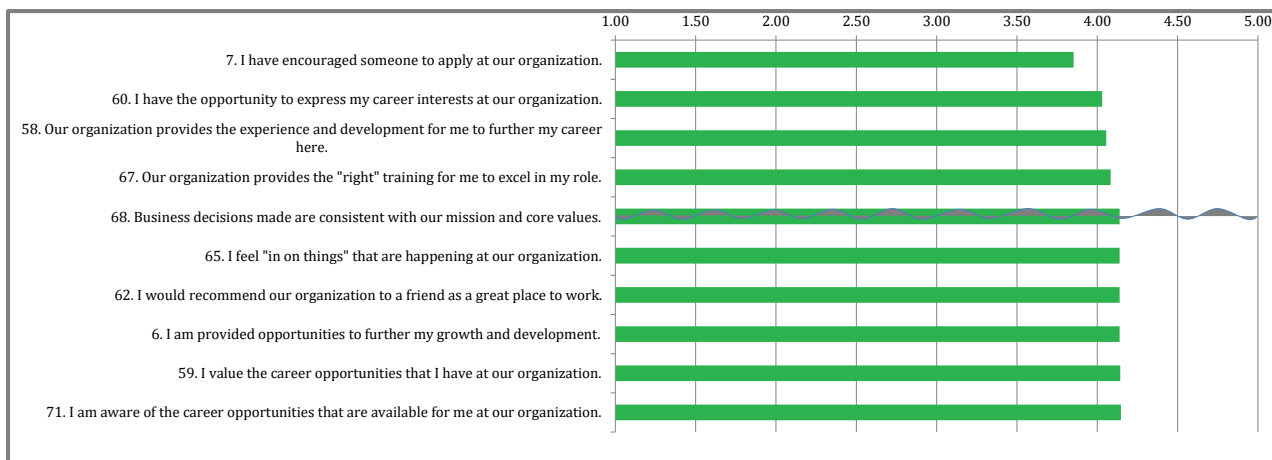 1.00 1.50 2.00 2.50 3.00 3.50 4.00 4.50 5.00
7. I have encouraged someone to apply at our organization.
60. I have the opportunity to express my career interests at our organization.
58. Our organization provides the experience and development for me to further my career
here.
67. Our organization provides the "right" training for me to excel in my role.
68. Business decisions made are consistent with our mission and core values.
65. I feel "in on things" that are happening at our organization.
62. I would recommend our organization to a friend as a great place to work.
6. I am provided opportunities to further my growth and development.
59. I value the career opportunities that I have at our organization.
71. I am aware of the career opportunities that are available for me at our organization.